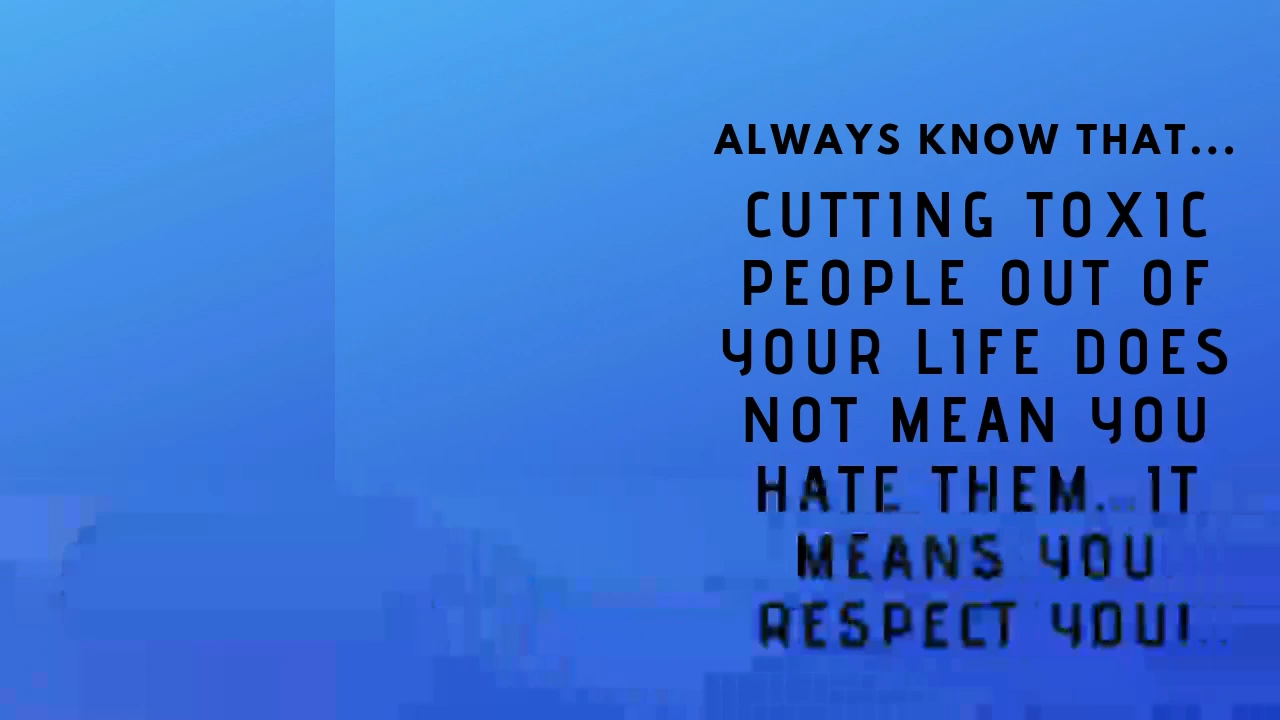 ALWAYS KNOW THAT...
CUTTING TOXIC
PEOPLE OUT OF
YOUR LIFE DOES
NOT MEAN YOU
HATE THEM... IT
MEANS YOU
RESPECT YOU!..